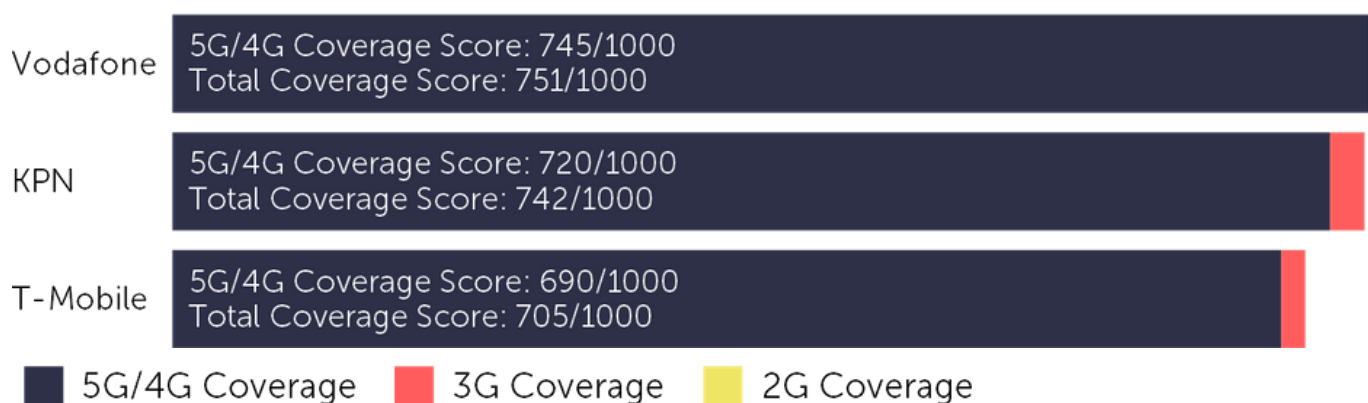 Vodafone
5G/4G Coverage Score: 745/1000
Total Coverage Score: 751/1000
KPN
5G/4G Coverage Score: 720/1000
Total Coverage Score: 742/1000
T-Mobile
5G/4G Coverage Score: 690/1000
Total Coverage Score: 705/1000
5G/4G Coverage 3G Coverage 2G Coverage